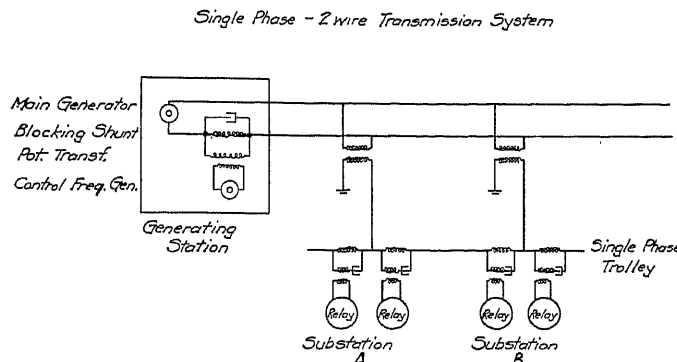 Single Phase - 2 wire Transmission System
Main Generator
Blocking Shunt
Pot. Transf.
Control Freq. Gen.
Generating
Station
Single Phase
Trolley
Relay Relay Relay Relay
Substation Substation
A B